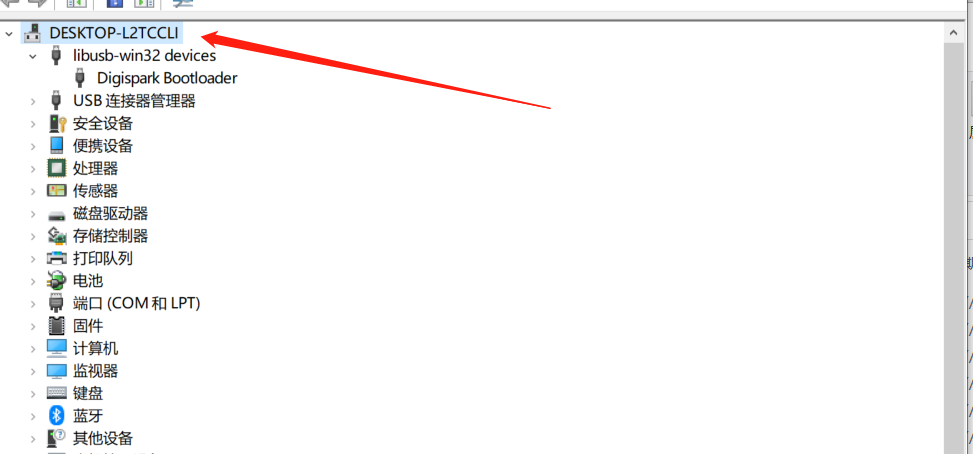 DESKTOP-L2TCCLI
libusb-win32 devices
Digispark Bootloader
USB 连接器管理器
安全设备
便携设备
处理器
传感器
磁盘驱动器
存储控制器
打印队列
电池
端口 (COM 和 LPT)
固件
计算机
监视器
键盘
蓝牙
其他设备